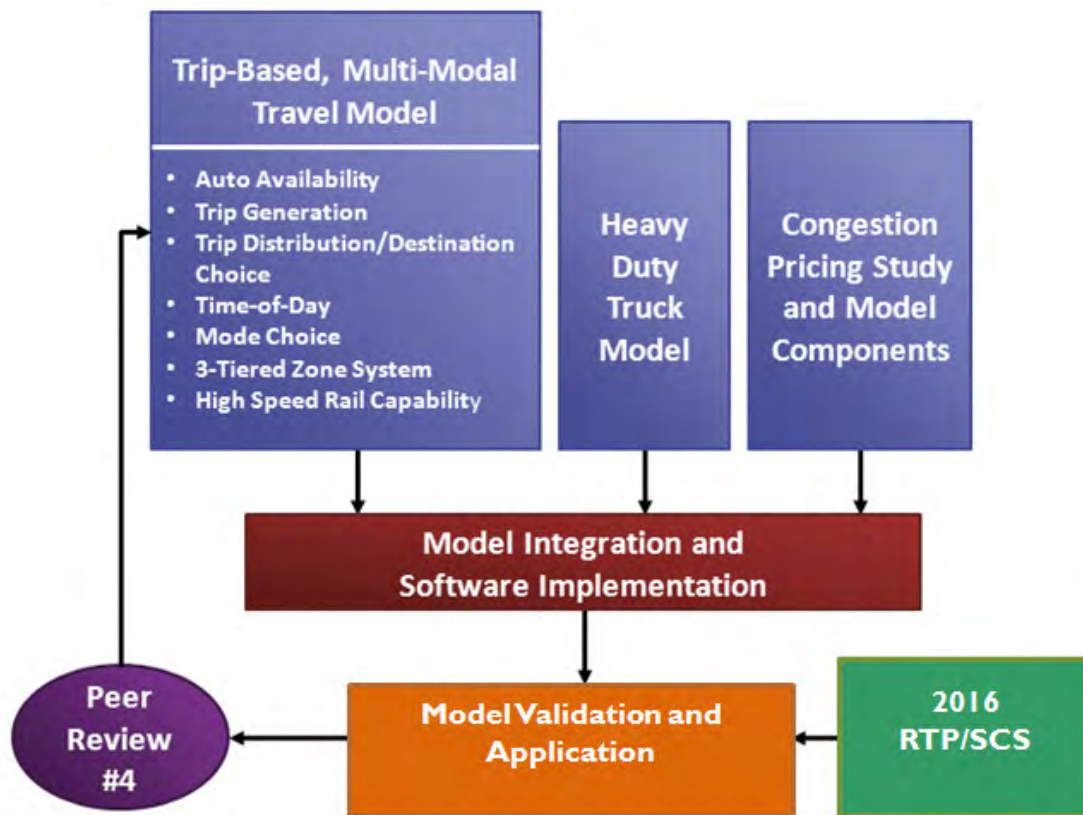 Trip-Based, Multi-Modal
Travel Model
• Auto Availability
• Trip Generation
• Trip Distribution/Destination
Choice
• Time-of-Day
• Mode Choice
• 3-Tiered Zone System
• High Speed Rail Capability
Heavy
Duty
Truck
Model
Congestion
Pricing Study
and Model
Components
Model Integration and
Software Implementation
Peer
Review
#4
Model Validation and
Application
2016
RTP/SCS